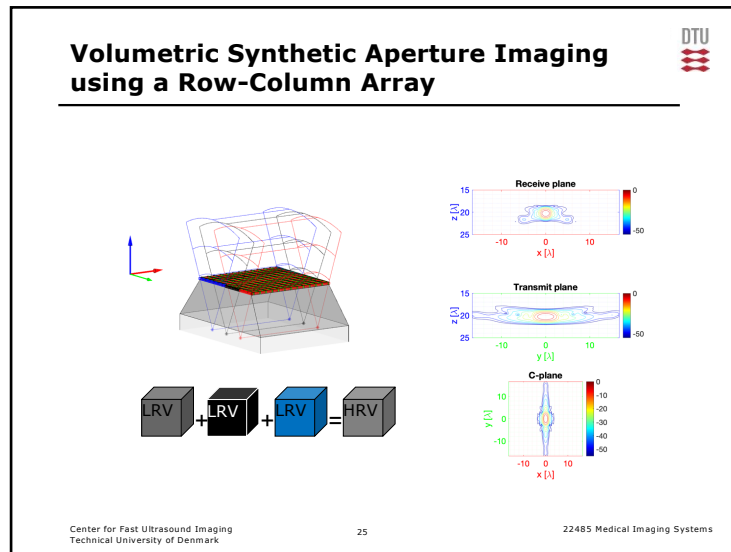 Volumetric Synthetic Aperture Imaging
using a Row-Column Array
DTU
Receive plane
15
20
25
z [λ]
-10 0 10
x [λ]
0
-50
Transmit plane
15
20
25
z [λ]
-10 0 10
y [λ]
0
-50
C-plane
10
0
-10
y [λ]
-10 0 10
x [λ]
0
-10
-20
-30
-40
-50
LRV + LRV + LRV = HRV
Center for Fast Ultrasound Imaging
Technical University of Denmark
25
22485 Medical Imaging Systems